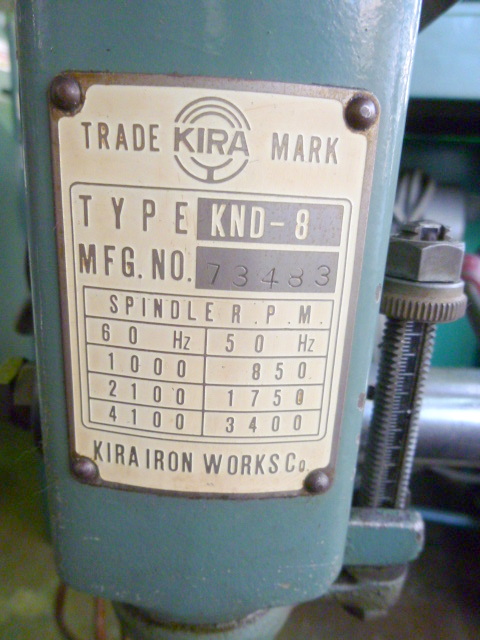 TRADE KIRA MARK
TYPE KND-8
MFG. NO. 73483
SPINDLE R.P.M.
60 Hz 50 Hz
1000 850
2100 1750
4100 3400
KIRA IRON WORKS Co.